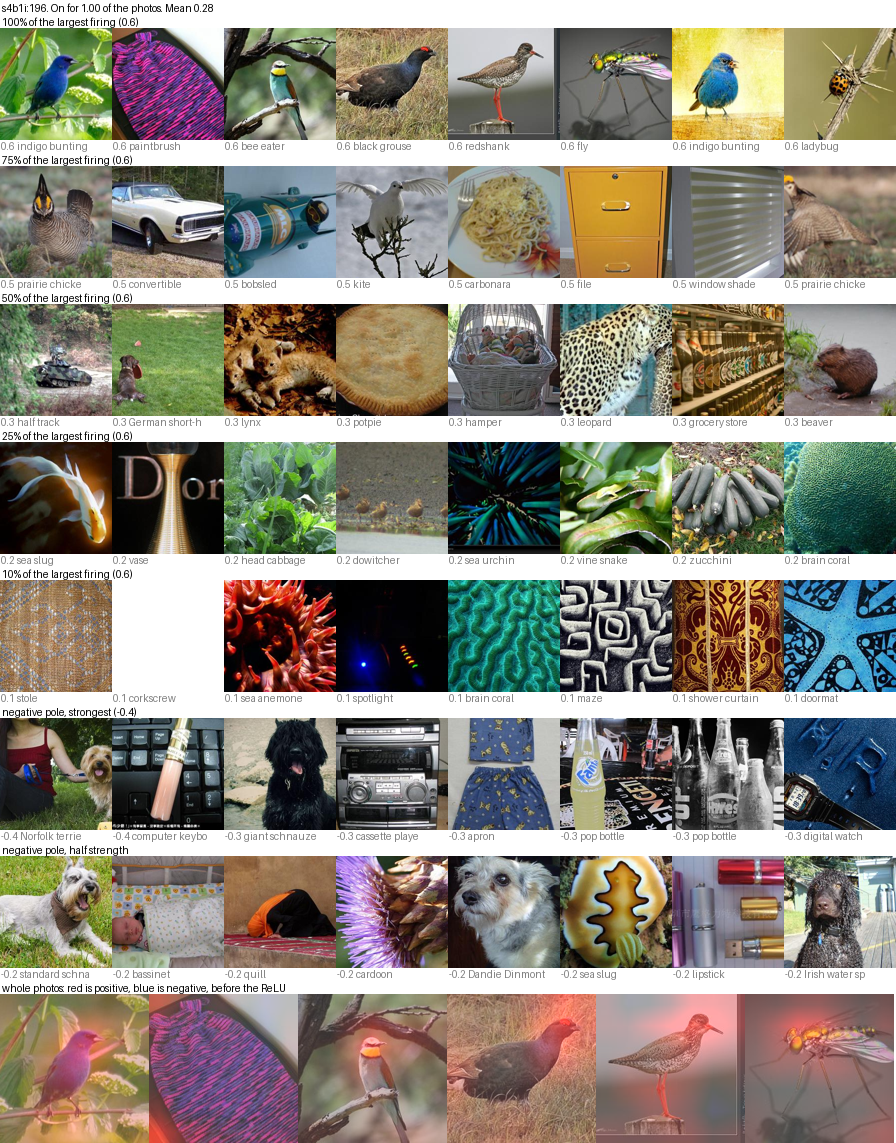 s4b1i:196. On for 1.00 of the photos. Mean 0.28
100% of the largest firing (0.6)
0.6 indigo bunting
0.6 paintbrush
0.6 bee eater
0.6 black grouse
0.6 redshank
0.6 fly
0.6 indigo bunting
0.6 ladybug
75% of the largest firing (0.6)
0.5 prairie chicke
0.5 convertible
0.5 bobsled
0.5 kite
0.5 carbonara
0.5 file
0.5 window shade
0.5 prairie chicke
50% of the largest firing (0.6)
0.3 half track
0.3 German short-h
0.3 lynx
0.3 potpie
0.3 hamper
0.3 leopard
0.3 grocery store
0.3 beaver
25% of the largest firing (0.6)
Dior
0.2 sea slug
0.2 vase
0.2 head cabbage
0.2 dowitcher
0.2 sea urchin
0.2 vine snake
0.2 zucchini
0.2 brain coral
10% of the largest firing (0.6)
0.1 stole
0.1 corkscrew
0.1 sea anemone
0.1 spotlight
0.1 brain coral
0.1 maze
0.1 shower curtain
0.1 doormat
negative pole, strongest (-0.4)
-0.4 Norfolk terrie
-0.4 computer keybo
-0.3 giant schnauze
-0.3 cassette playe
-0.3 apron
-0.3 pop bottle
-0.3 pop bottle
-0.3 digital watch
negative pole, half strength
-0.2 standard schna
-0.2 bassinet
-0.2 quill
-0.2 cardoon
-0.2 Dandie Dinmont
-0.2 sea slug
-0.2 lipstick
-0.2 Irish water sp
whole photos: red is positive, blue is negative, before the ReLU